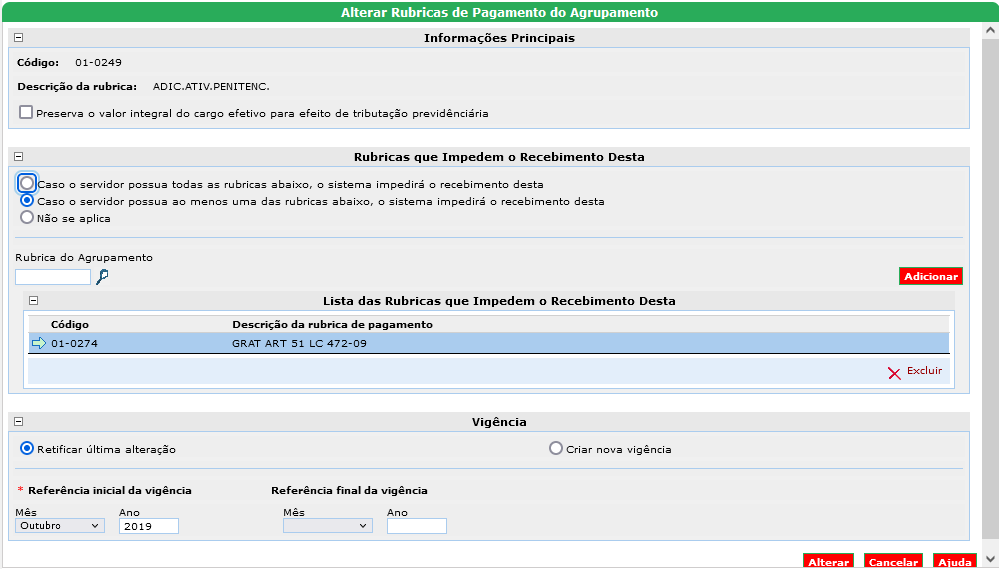 Alterar Rubricas de Pagamento do Agrupamento
Informações Principais
Código: 01-0249
Descrição da rubrica: ADIC.ATIV.PENITENC.
Preserva o valor integral do cargo efetivo para efeito de tributação previdênciária
Rubricas que Impedem o Recebimento Desta
Caso o servidor possua todas as rubricas abaixo, o sistema impedirá o recebimento desta
Caso o servidor possua ao menos uma das rubricas abaixo, o sistema impedirá o recebimento desta
Não se aplica
Rubrica do Agrupamento
Adicionar
Lista das Rubricas que Impedem o Recebimento Desta
Código Descrição da rubrica de pagamento
01-0274 GRAT ART 51 LC 472-09
Excluir
Vigência
Retificar última alteração Criar nova vigência
* Referência inicial da vigência Referência final da vigência
Mês Ano Mês Ano
Outubro 2019
Alterar Cancelar Ajuda